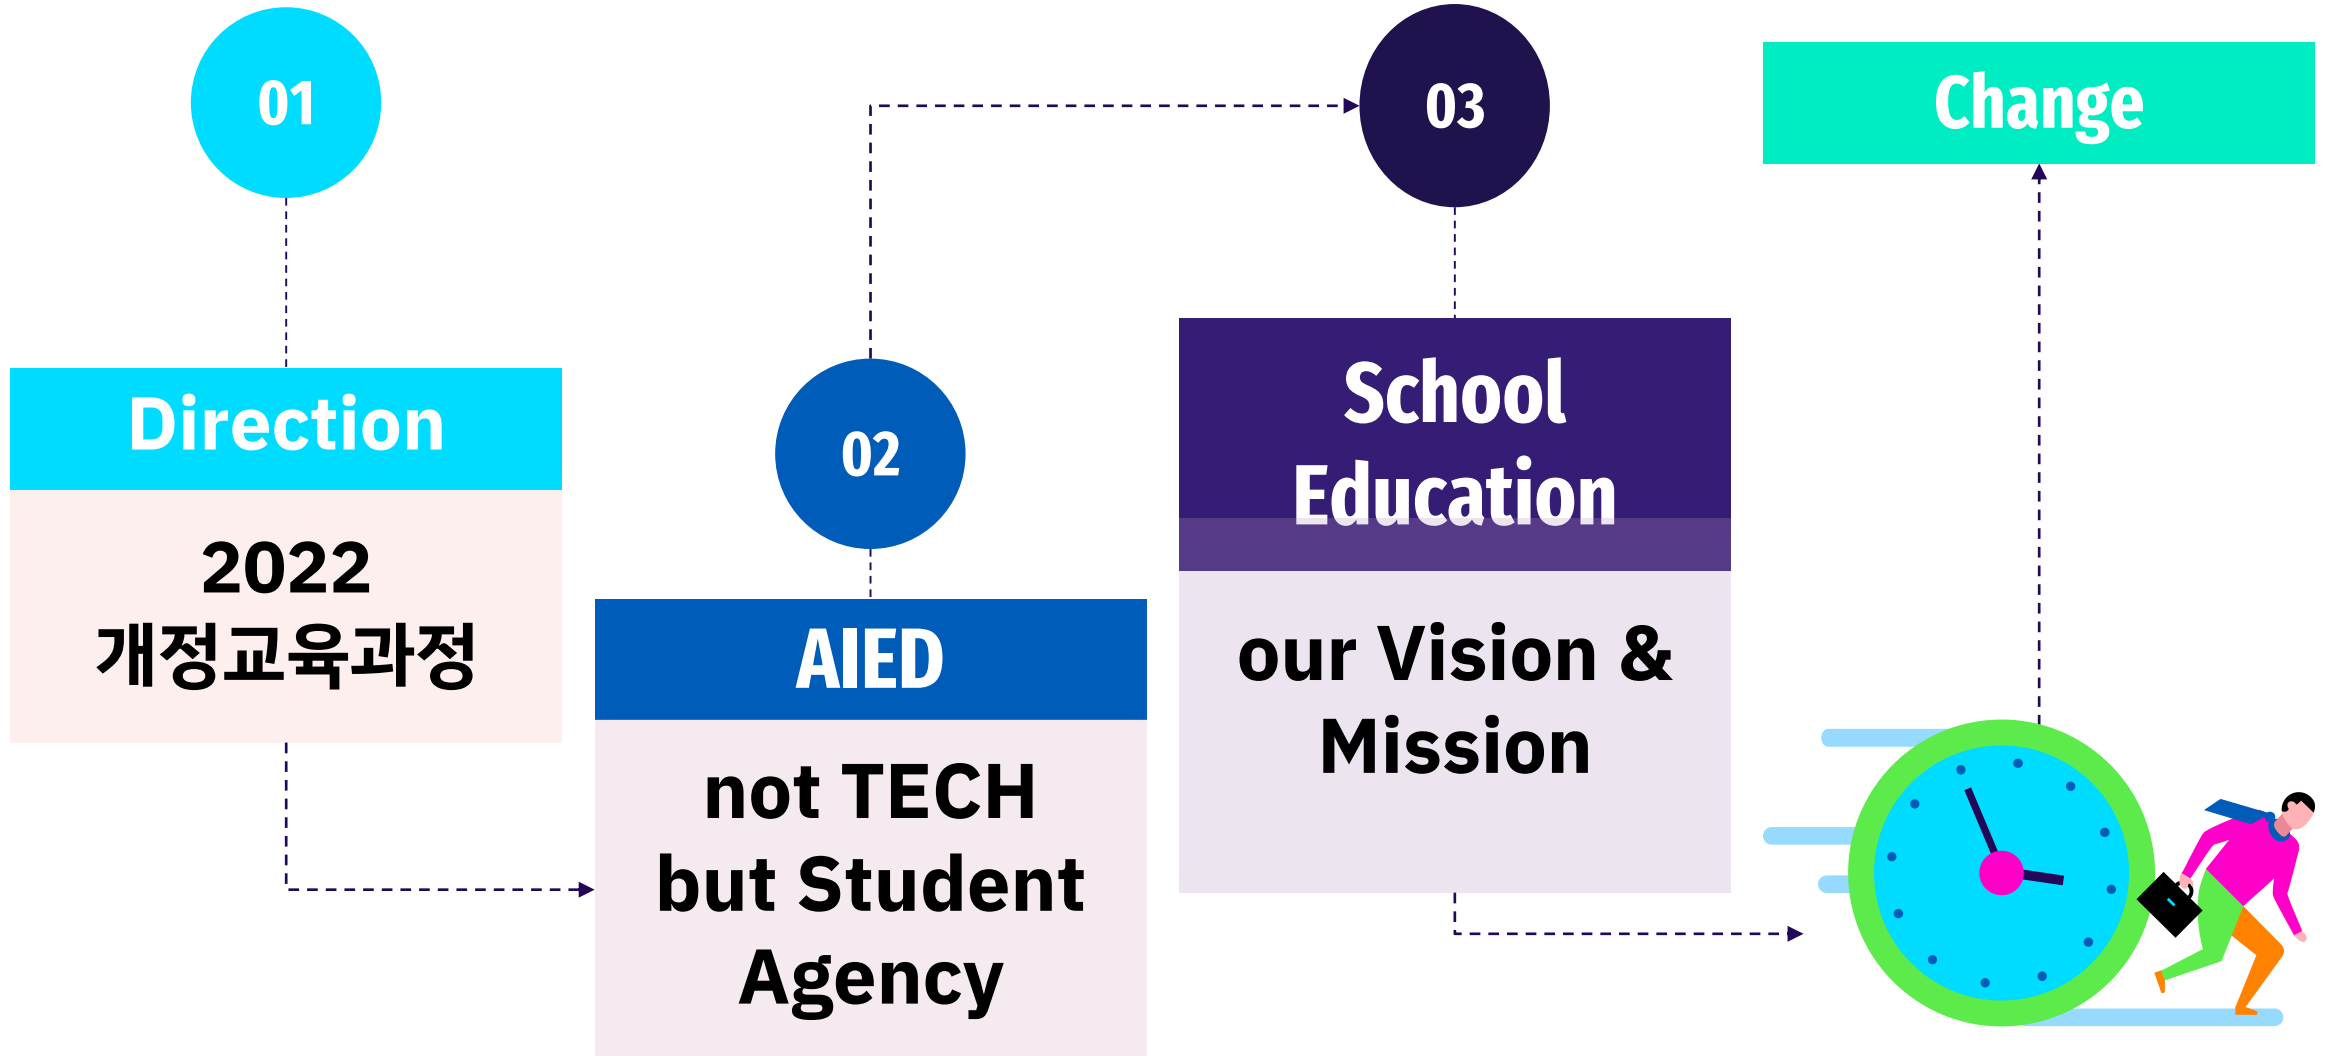 01
Direction
2022
개정교육과정
02
AIED
not TECH
but Student
Agency
03
School
Education
our Vision &
Mission
Change